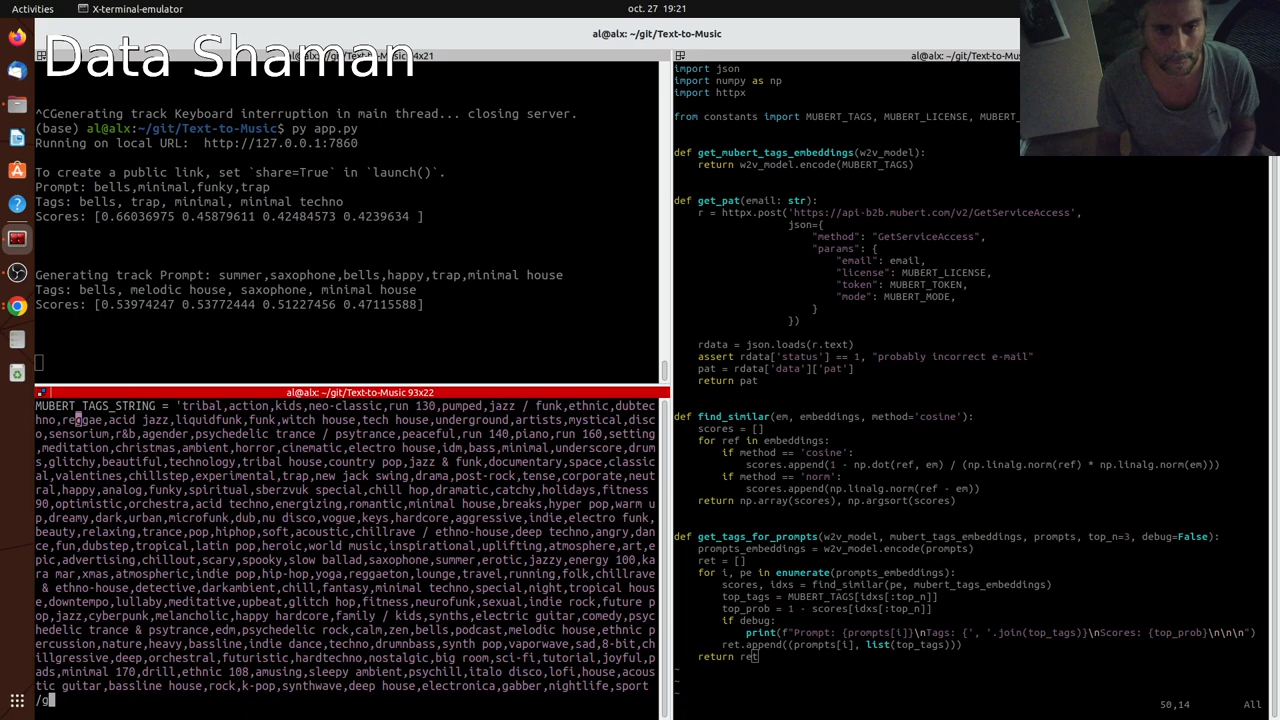 Activities
X-terminal-emulator
oct. 27 19:21
al@alx: ~/git/Text-to-Music
Data Shaman
^CGenerating track Keyboard interruption in main thread... closing server.
(base) al@alx:~/git/Text-to-Music$ py app.py
Running on local URL:  http://127.0.0.1:7860
To create a public link, set `share=True` in `launch()`.
Prompt: bells,minimal,funky,trap
Tags: bells, trap, minimal, minimal techno
Scores: [0.66036975 0.45879611 0.42484573 0.4239634 ]
Generating track Prompt: summer,saxophone,bells,happy,trap,minimal house
Tags: bells, melodic house, saxophone, minimal house
Scores: [0.53974247 0.53772444 0.51227456 0.47115588]
al@alx: ~/git/Text-to-Music 93x22
MUBERT_TAGS_STRING = 'tribal,action,kids,neo-classic,run 130,pumped,jazz / funk,ethnic,dubtec
hno,reggae,acid jazz,liquidfunk,funk,witch house,tech house,underground,artists,mystical,disc
o,sensorium,r&b,agender,psychedelic trance / psytrance,peaceful,run 140,piano,run 160,setting
,meditation,christmas,ambient,horror,cinematic,electro house,idm,bass,minimal,underscore,drum
s,glitchy,beautiful,technology,tribal house,country pop,jazz & funk,documentary,space,classic
al,valentines,chillstep,experimental,trap,new jack swing,drama,post-rock,tense,corporate,neut
ral,happy,analog,funky,spiritual,sberzvuk special,chill hop,dramatic,catchy,holidays,fitness 
90,optimistic,orchestra,acid techno,energizing,romantic,minimal house,breaks,hyper pop,warm u
p,dreamy,dark,urban,microfunk,dub,nu disco,vogue,keys,hardcore,aggressive,indie,electro funk,
beauty,relaxing,trance,pop,hiphop,soft,acoustic,chillrave / ethno-house,deep techno,angry,dan
ce,fun,dubstep,tropical,latin pop,heroic,world music,inspirational,uplifting,atmosphere,art,e
pic,advertising,chillout,scary,spooky,slow ballad,saxophone,summer,erotic,jazzy,energy 100,ka
ra mar,xmas,atmospheric,indie pop,hip-hop,yoga,reggaeton,lounge,travel,running,folk,chillrave
 & ethno-house,detective,darkambient,chill,fantasy,minimal techno,special,night,tropical hous
e,downtempo,lullaby,meditative,upbeat,glitch hop,fitness,neurofunk,sexual,indie rock,future p
op,jazz,cyberpunk,melancholic,happy hardcore,family / kids,synths,electric guitar,comedy,psyc
hedelic trance & psytrance,edm,psychedelic rock,calm,zen,bells,podcast,melodic house,ethnic p
ercussion,nature,heavy,bassline,indie dance,techno,drumnbass,synth pop,vaporwave,sad,8-bit,ch
illgressive,deep,orchestral,futuristic,hardtechno,nostalgic,big room,sci-fi,tutorial,joyful,p
ads,minimal 170,drill,ethnic 108,amusing,sleepy ambient,psychill,italo disco,lofi,house,acous
tic guitar,bassline house,rock,k-pop,synthwave,deep house,electronica,gabber,nightlife,sport
/g
import json
import numpy as np
import httpx
from constants import MUBERT_TAGS, MUBERT_LICENSE,
def get_mubert_tags_embeddings(w2v_model):
    return w2v_model.encode(MUBERT_TAGS)
def get_pat(email: str):
    r = httpx.post('https://api-b2b.mubert.com/v2/GetServiceAccess',
                   json={
                       "method": "GetServiceAccess",
                       "params": {
                           "email": email,
                           "license": MUBERT_LICENSE,
                           "token": MUBERT_TOKEN,
                           "mode": MUBERT_MODE,
                       }
                   })
    rdata = json.loads(r.text)
    assert rdata['status'] == 1, "probably incorrect e-mail"
    pat = rdata['data']['pat']
    return pat
def find_similar(em, embeddings, method='cosine'):
    scores = []
    for ref in embeddings:
        if method == 'cosine':
            scores.append(1 - np.dot(ref, em) / (np.linalg.norm(ref) * np.linalg.norm(em)))
        if method == 'norm':
            scores.append(np.linalg.norm(ref - em))
    return np.array(scores), np.argsort(scores)
def get_tags_for_prompts(w2v_model, mubert_tags_embeddings, prompts, top_n=3, debug=False):
    prompts_embeddings = w2v_model.encode(prompts)
    ret = []
    for i, pe in enumerate(prompts_embeddings):
        scores, idxs = find_similar(pe, mubert_tags_embeddings)
        top_tags = MUBERT_TAGS[idxs[:top_n]]
        top_prob = 1 - scores[idxs[:top_n]]
        if debug:
            print(f"Prompt: {prompts[i]}\nTags: {', '.join(top_tags)}\nScores: {top_prob}\n\n\n")
        ret.append((prompts[i], list(top_tags)))
    return ret
~
~
~
50,14
All